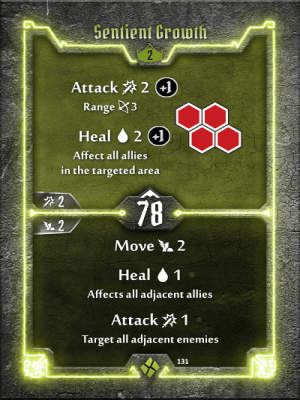 Sentient Growth
2
Attack 2 +1
Range 3
Heal 2 +1
Affect all allies
in the targeted area
2
78
2
Move 2
Heal 1
Affects all adjacent allies
Attack 1
Target all adjacent enemies
131